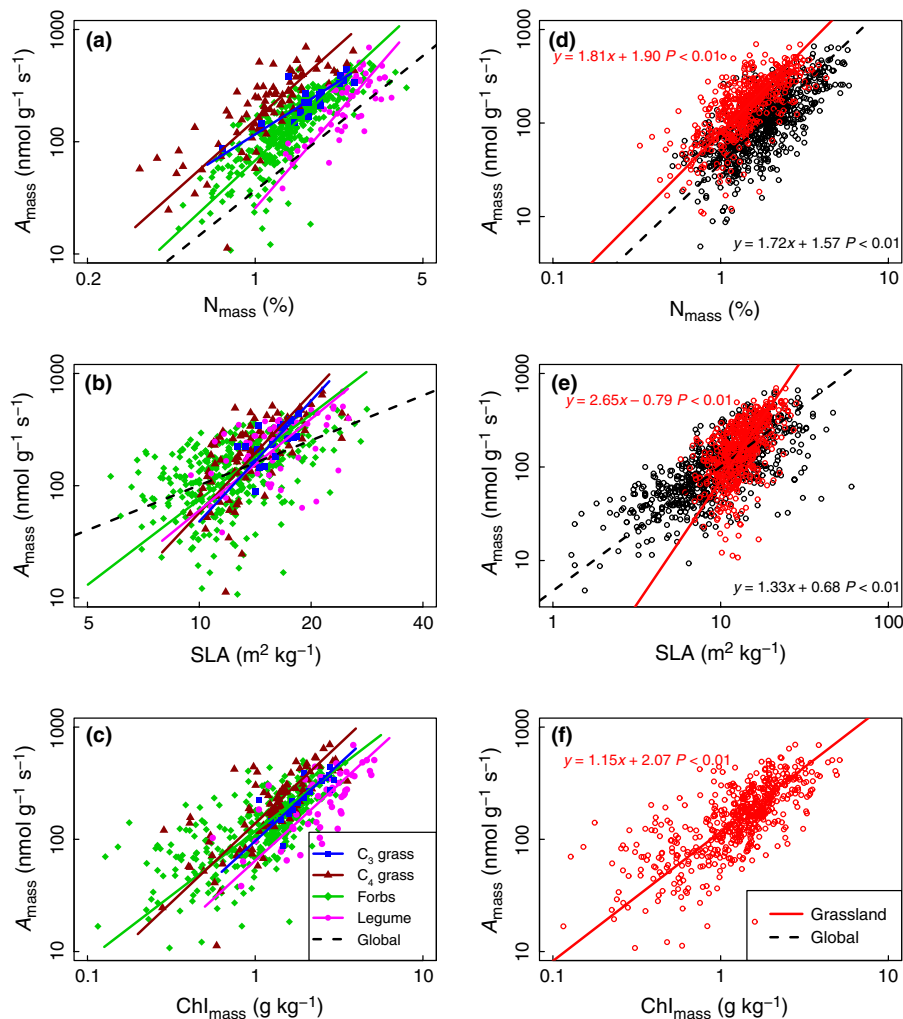 (a)
1000
100
10
A_mass (nmol g⁻¹ s⁻¹)
0.2 1 5
N_mass (%)
(d)
y = 1.81x + 1.90 P < 0.01
y = 1.72x + 1.57 P < 0.01
1000
100
10
A_mass (nmol g⁻¹ s⁻¹)
0.1 1 10
N_mass (%)
(b)
1000
100
10
A_mass (nmol g⁻¹ s⁻¹)
5 10 20 40
SLA (m² kg⁻¹)
(e)
y = 2.65x − 0.79 P < 0.01
y = 1.33x + 0.68 P < 0.01
1000
100
10
A_mass (nmol g⁻¹ s⁻¹)
1 10 100
SLA (m² kg⁻¹)
(c)
1000
100
10
A_mass (nmol g⁻¹ s⁻¹)
C₃ grass
C₄ grass
Forbs
Legume
Global
0.1 1 10
Chl_mass (g kg⁻¹)
(f)
y = 1.15x + 2.07 P < 0.01
1000
100
10
A_mass (nmol g⁻¹ s⁻¹)
Grassland
Global
0.1 1 10
Chl_mass (g kg⁻¹)